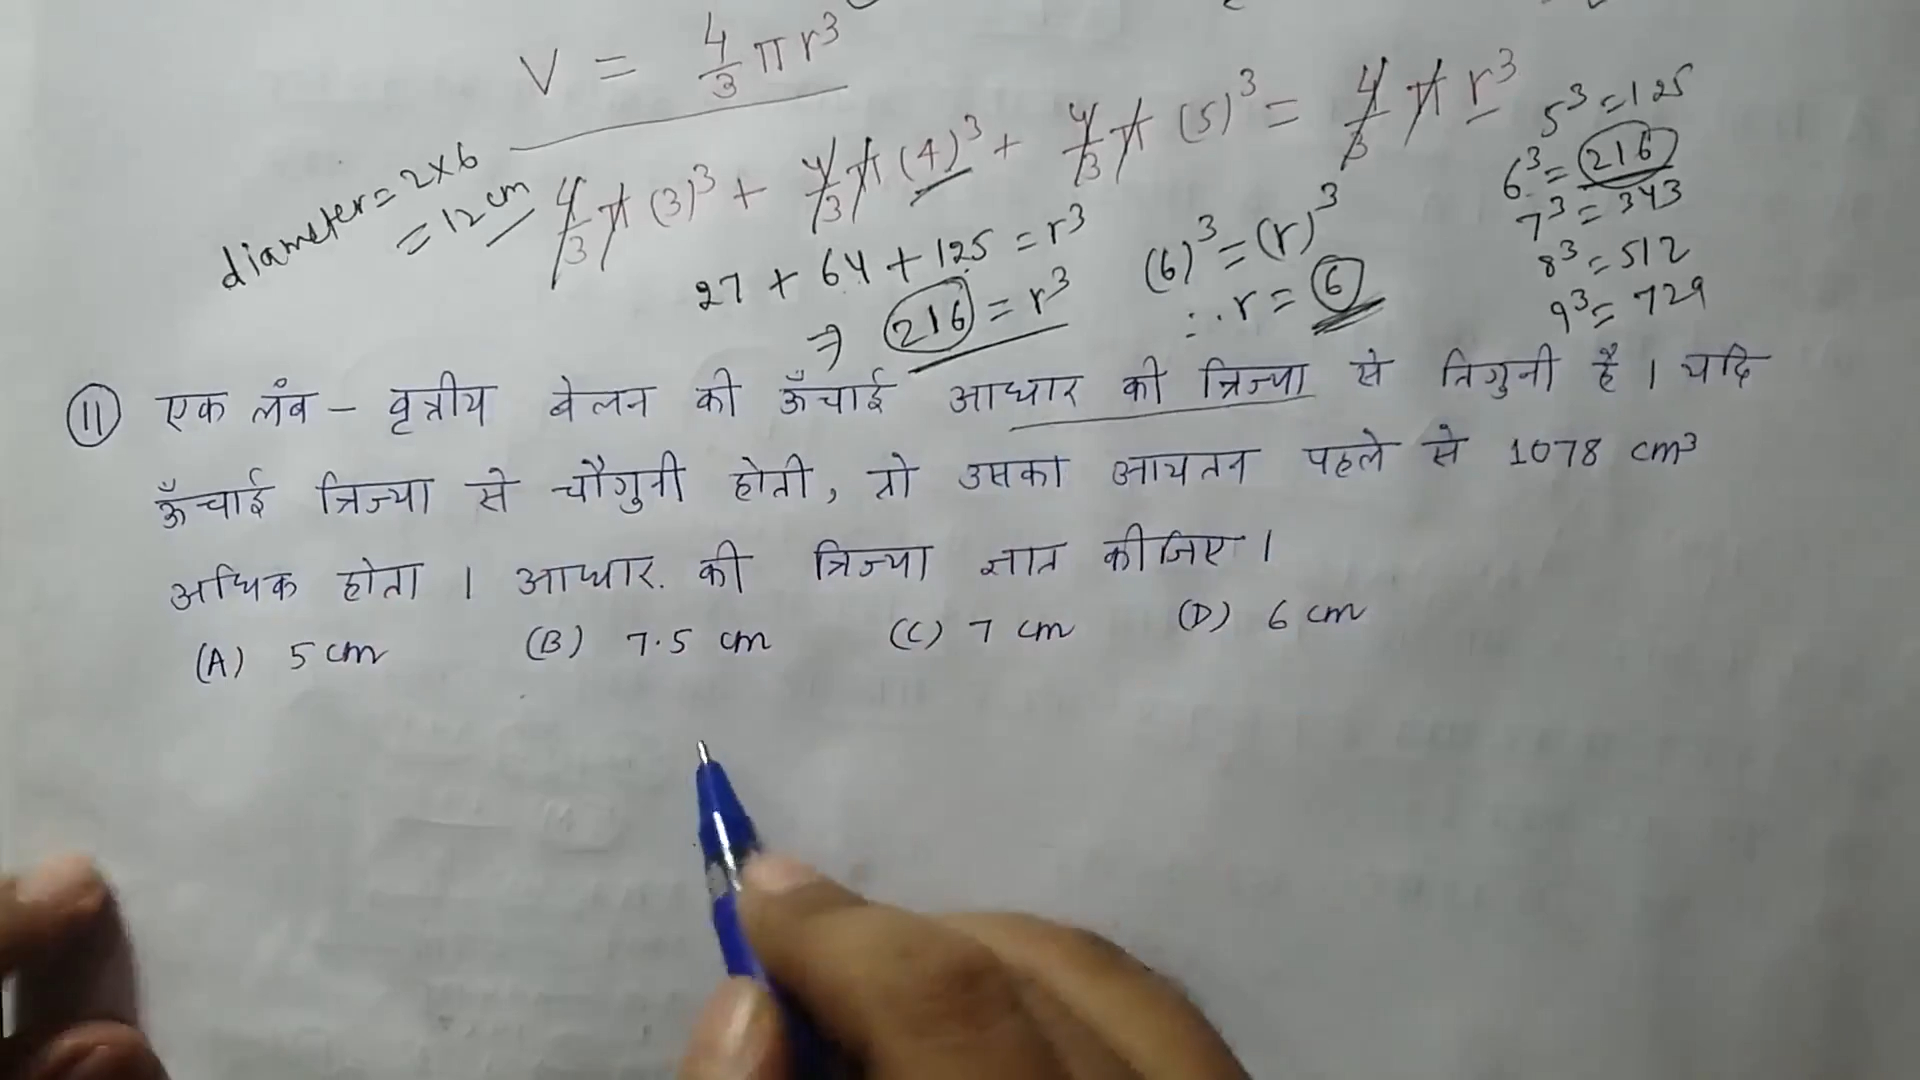 V = 4/3 πr³
diameter = 2×6
= 12 cm
4/3 π (3)³ + 4/3 π (4)³ + 4/3 π (5)³ = 4/3 π r³
27 + 64 + 125 = r³
⇒ 216 = r³
(6)³ = (r)³
∴ r = 6
5³ = 125
6³ = 216
7³ = 343
8³ = 512
9³ = 729
(11) एक लंब - वृत्तीय बेलन की ऊँचाई आधार की त्रिज्या से तिगुनी है । यदि
ऊँचाई त्रिज्या से चौगुनी होती, तो उसका आयतन पहले से 1078 cm³
अधिक होता । आधार. की त्रिज्या ज्ञात कीजिए ।
(A) 5 cm (B) 7.5 cm (C) 7 cm (D) 6 cm